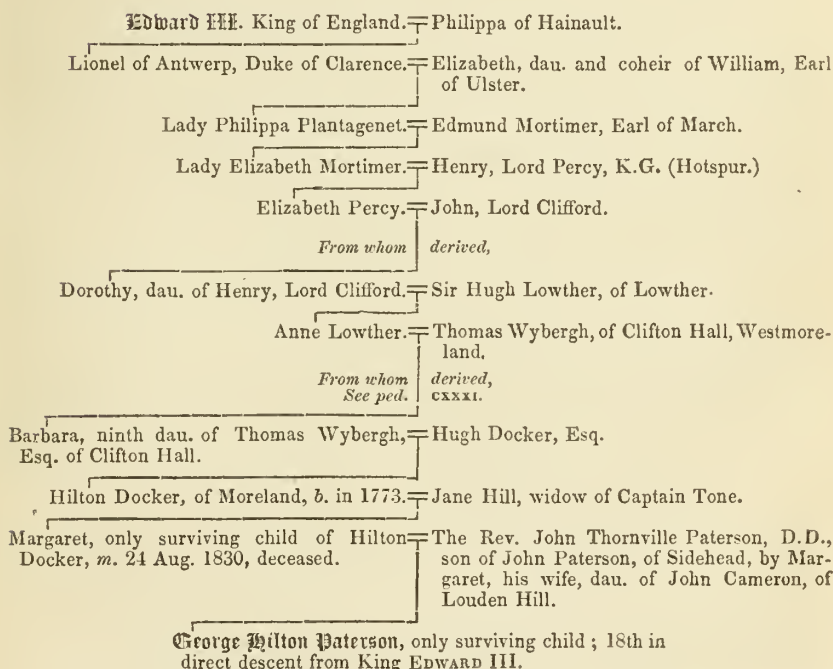 Edward III. King of England. Philippa of Hainault.
Lionel of Antwerp, Duke of Clarence. Elizabeth, dau. and coheir of William, Earl
of Ulster.
Lady Philippa Plantagenet. Edmund Mortimer, Earl of March.
Lady Elizabeth Mortimer. Henry, Lord Percy, K.G. (Hotspur.)
Elizabeth Percy. John, Lord Clifford.
From whom derived,
Dorothy, dau. of Henry, Lord Clifford. Sir Hugh Lowther, of Lowther.
Anne Lowther. Thomas Wybergh, of Clifton Hall, Westmore-
land.
From whom derived,
See ped. CXXXI.
Barbara, ninth dau. of Thomas Wybergh, Hugh Docker, Esq.
Esq. of Clifton Hall.
Hilton Docker, of Moreland, b. in 1773. Jane Hill, widow of Captain Tone.
Margaret, only surviving child of Hilton The Rev. John Thornville Paterson, D.D.,
Docker, m. 24 Aug. 1830, deceased. son of John Paterson, of Sidehead, by Mar-
garet, his wife, dau. of John Cameron, of
Louden Hill.
George Hilton Paterson, only surviving child ; 18th in
direct descent from King EDWARD III.